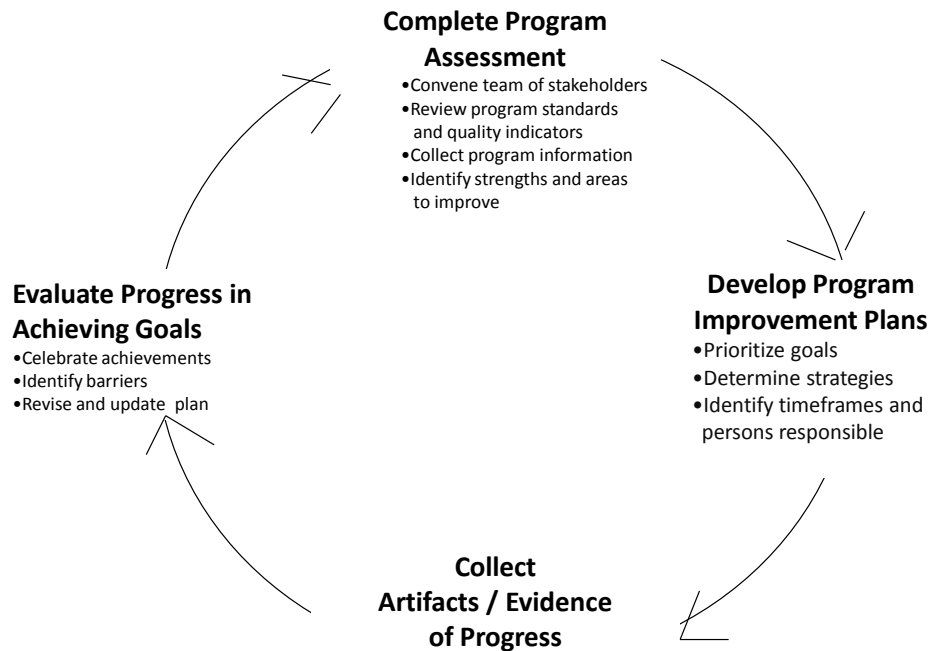 Complete Program
Assessment
•Convene team of stakeholders
•Review program standards
and quality indicators
•Collect program information
•Identify strengths and areas
to improve
Develop Program
Improvement Plans
•Prioritize goals
•Determine strategies
•Identify timeframes and
persons responsible
Collect
Artifacts / Evidence
of Progress
Evaluate Progress in
Achieving Goals
•Celebrate achievements
•Identify barriers
•Revise and update plan